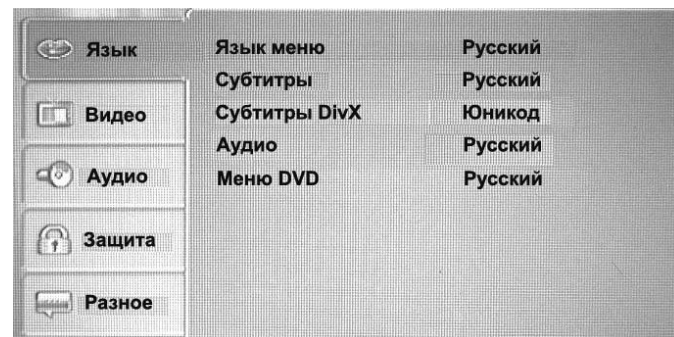 Язык
Видео
Аудио
Защита
Разное
Язык меню Русский
Субтитры Русский
Субтитры DivX Юникод
Аудио Русский
Меню DVD Русский